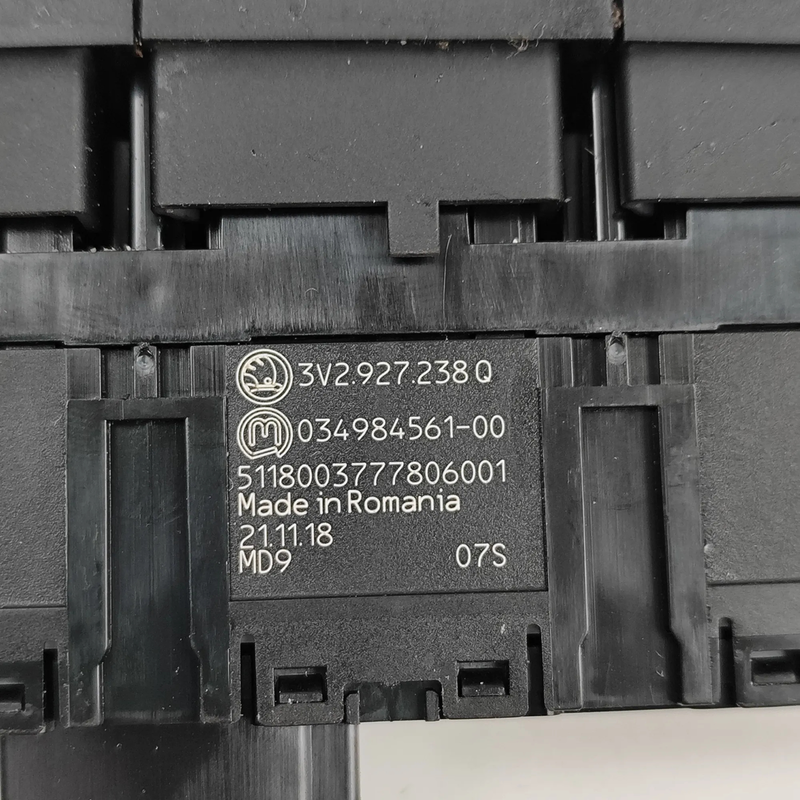 3V2.927.238 Q
M 034984561-00
5118003777806001
Made in Romania
21.11.18
MD9 07S